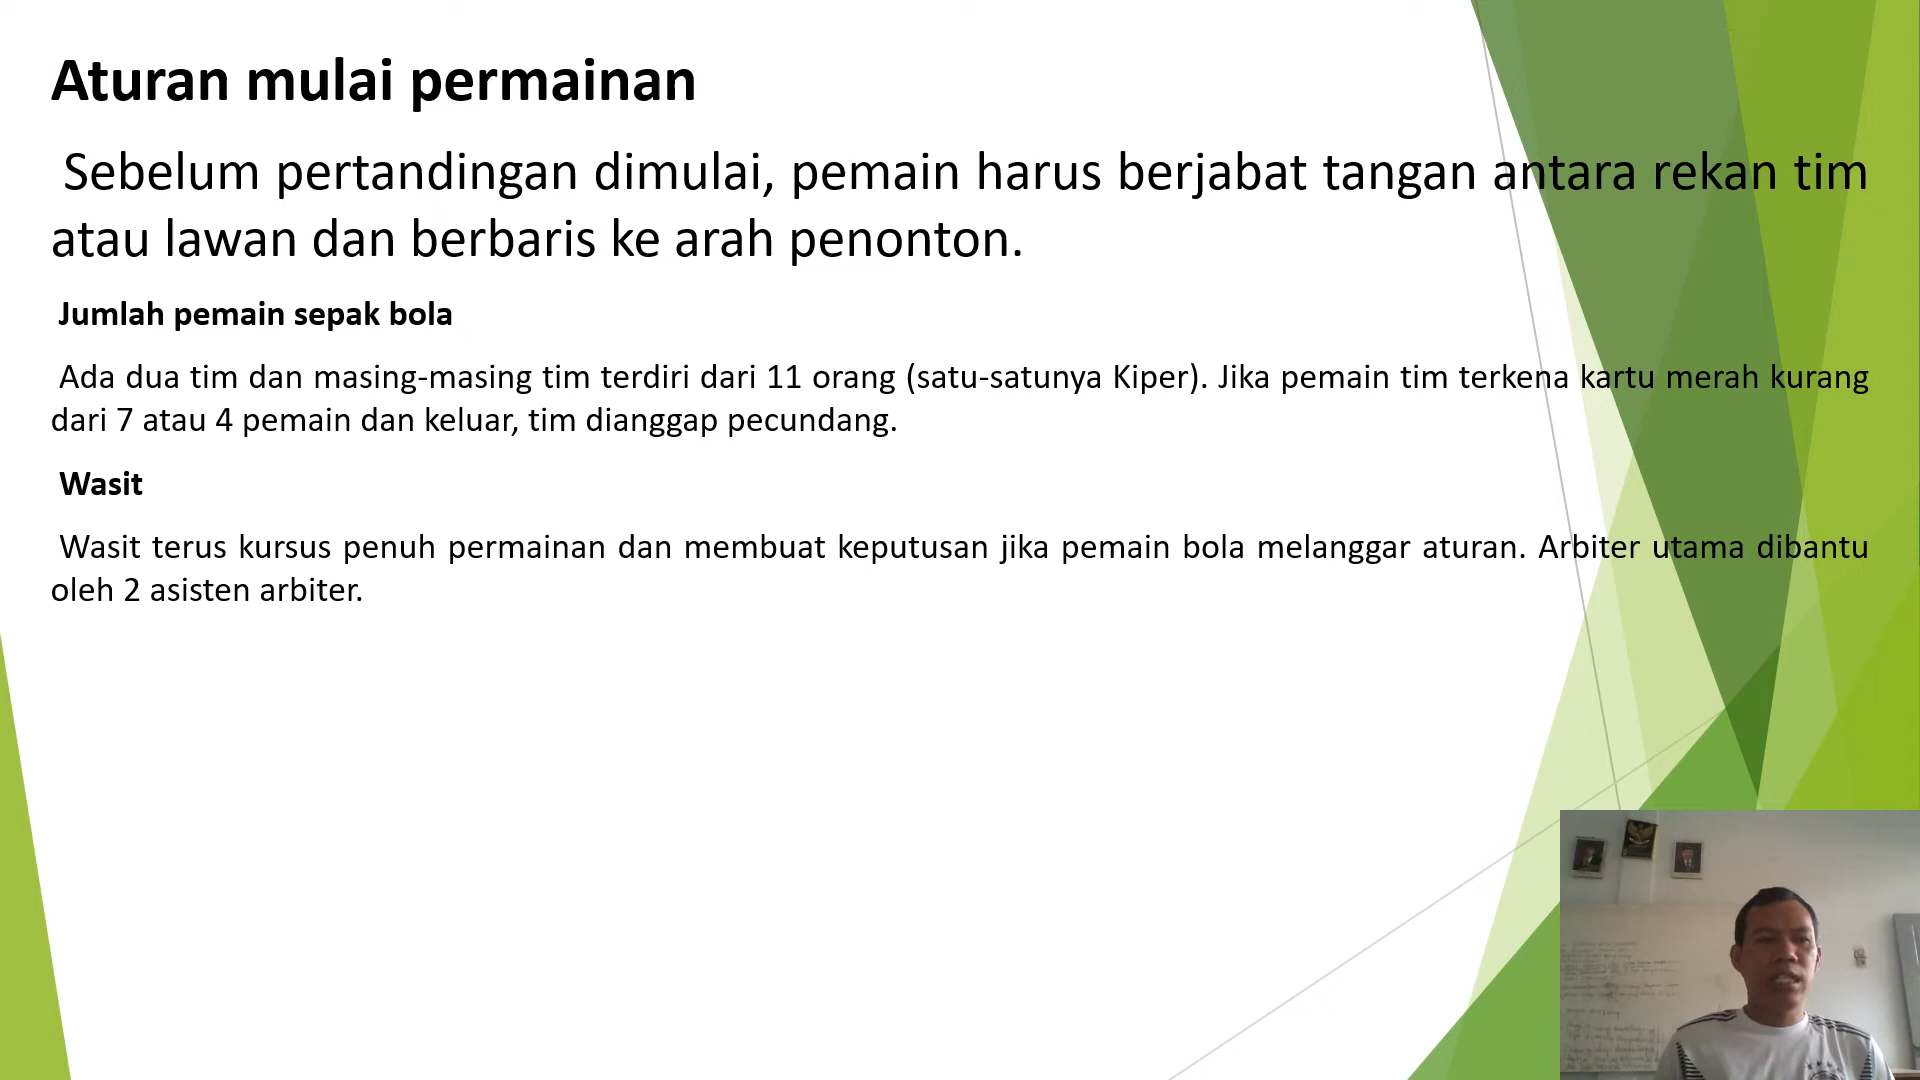 Aturan mulai permainan
Sebelum pertandingan dimulai, pemain harus berjabat tangan antara rekan tim
atau lawan dan berbaris ke arah penonton.
Jumlah pemain sepak bola
Ada dua tim dan masing-masing tim terdiri dari 11 orang (satu-satunya Kiper). Jika pemain tim terkena kartu merah kurang
dari 7 atau 4 pemain dan keluar, tim dianggap pecundang.
Wasit
Wasit terus kursus penuh permainan dan membuat keputusan jika pemain bola melanggar aturan. Arbiter utama dibantu
oleh 2 asisten arbiter.